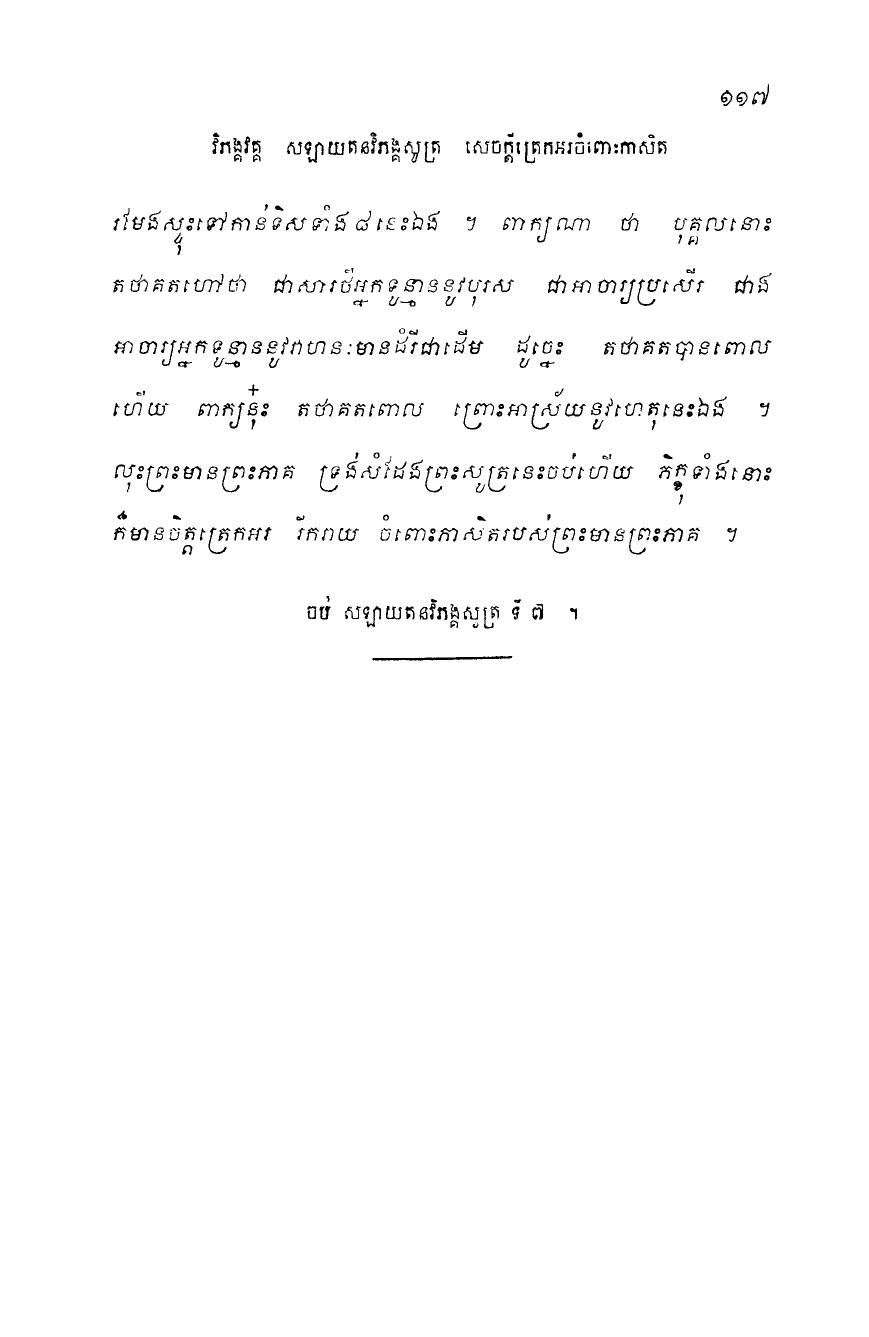 ១១៧
វិភង្គវគ្គ សឡាយតនវិភង្គសូត្រ សេចក្តីត្រេកអរចំពោះភាសិត
រមែងស្ទុះទៅកាន់ទិសទាំង ៨ នេះឯង ។ ពាក្យណា ថា បុគ្គលនោះ
តថាគតហៅថា ជាសារថីអ្នកទូន្មាននូវបុរស ជាអាចារ្យប្រសើរ ជាង
អាចារ្យអ្នកទូន្មាននូវវាហនៈមានដំរីជាដើម ដូច្នេះ តថាគតបានពោល
ហើយ ពាក្យនុ៎ះ តថាគតពោល ព្រោះអាស្រ័យនូវហេតុនេះឯង ។
លុះព្រះមានព្រះភាគ ទ្រង់សំដែងព្រះសូត្រនេះចប់ហើយ ភិក្ខុទាំងនោះ
ក៏មានចិត្តត្រេកអរ រីករាយ ចំពោះភាសិតរបស់ព្រះមានព្រះភាគ ។
ចប់ សឡាយតនវិភង្គសូត្រ ទី ៧ ។